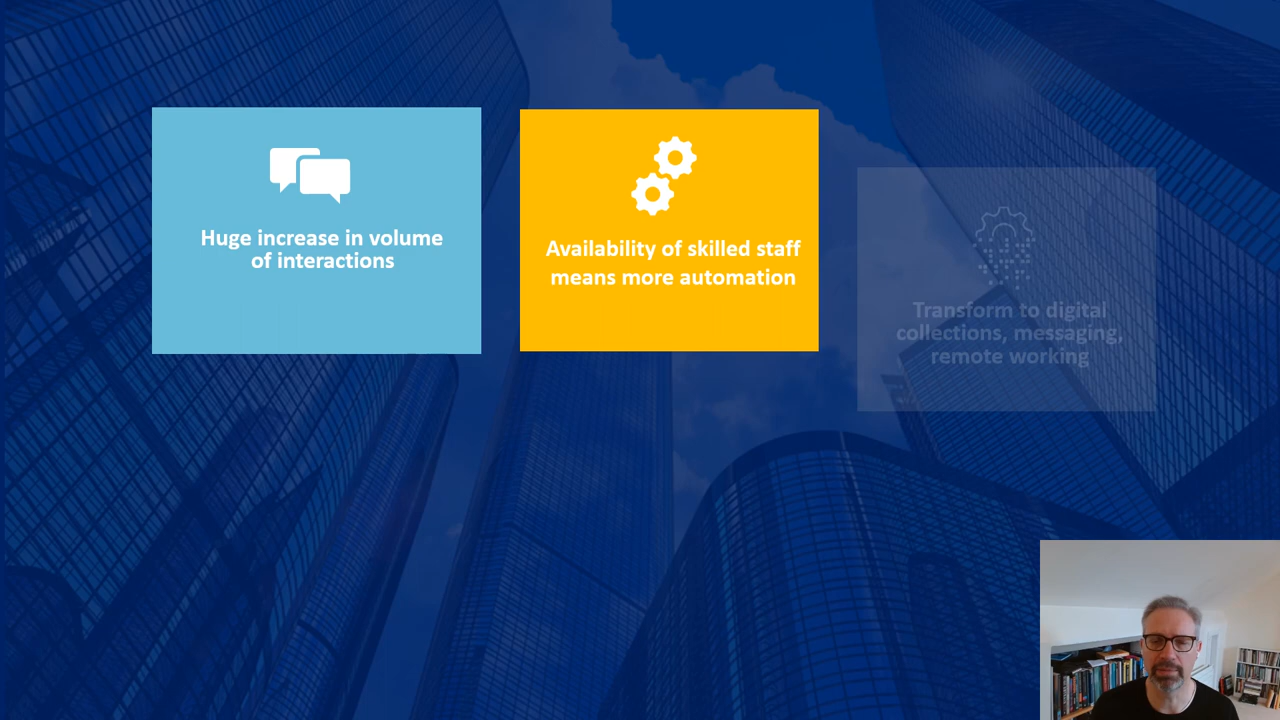 Huge increase in volume
of interactions
Availability of skilled staff
means more automation
Transform to digital
collections, messaging,
remote working